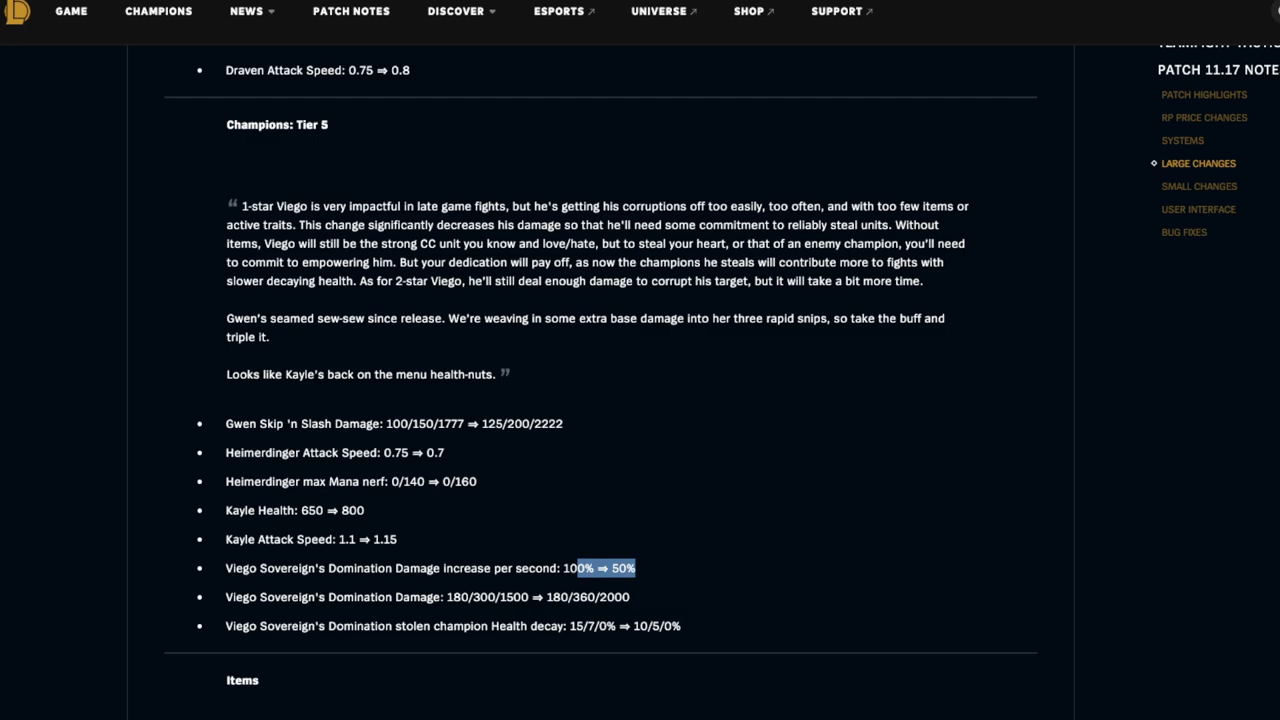 GAME
CHAMPIONS
NEWS
PATCH NOTES
DISCOVER
ESPORTS
UNIVERSE
SHOP
SUPPORT
PATCH 11.17 NOTE
PATCH HIGHLIGHTS
RP PRICE CHANGES
SYSTEMS
LARGE CHANGES
SMALL CHANGES
USER INTERFACE
BUG FIXES
• Draven Attack Speed: 0.75 ⇒ 0.8
Champions: Tier 5
“ 1-star Viego is very impactful in late game fights, but he's getting his corruptions off too easily, too often, and with too few items or
active traits. This change significantly decreases his damage so that he'll need some commitment to reliably steal units. Without
items, Viego will still be the strong CC unit you know and love/hate, but to steal your heart, or that of an enemy champion, you'll need
to commit to empowering him. But your dedication will pay off, as now the champions he steals will contribute more to fights with
slower decaying health. As for 2-star Viego, he'll still deal enough damage to corrupt his target, but it will take a bit more time.
Gwen's seamed sew-sew since release. We're weaving in some extra base damage into her three rapid snips, so take the buff and
triple it.
Looks like Kayle's back on the menu health-nuts. ”
• Gwen Skip 'n Slash Damage: 100/150/1777 ⇒ 125/200/2222
• Heimerdinger Attack Speed: 0.75 ⇒ 0.7
• Heimerdinger max Mana nerf: 0/140 ⇒ 0/160
• Kayle Health: 650 ⇒ 800
• Kayle Attack Speed: 1.1 ⇒ 1.15
• Viego Sovereign's Domination Damage increase per second: 100% ⇒ 50%
• Viego Sovereign's Domination Damage: 180/300/1500 ⇒ 180/360/2000
• Viego Sovereign's Domination stolen champion Health decay: 15/7/0% ⇒ 10/5/0%
Items